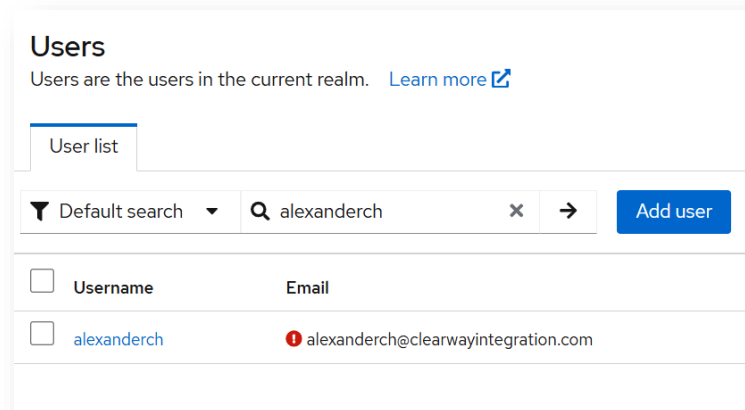 Users
Users are the users in the current realm. Learn more
User list
Default search alexanderch Add user
Username Email
alexanderch alexanderch@clearwayintegration.com